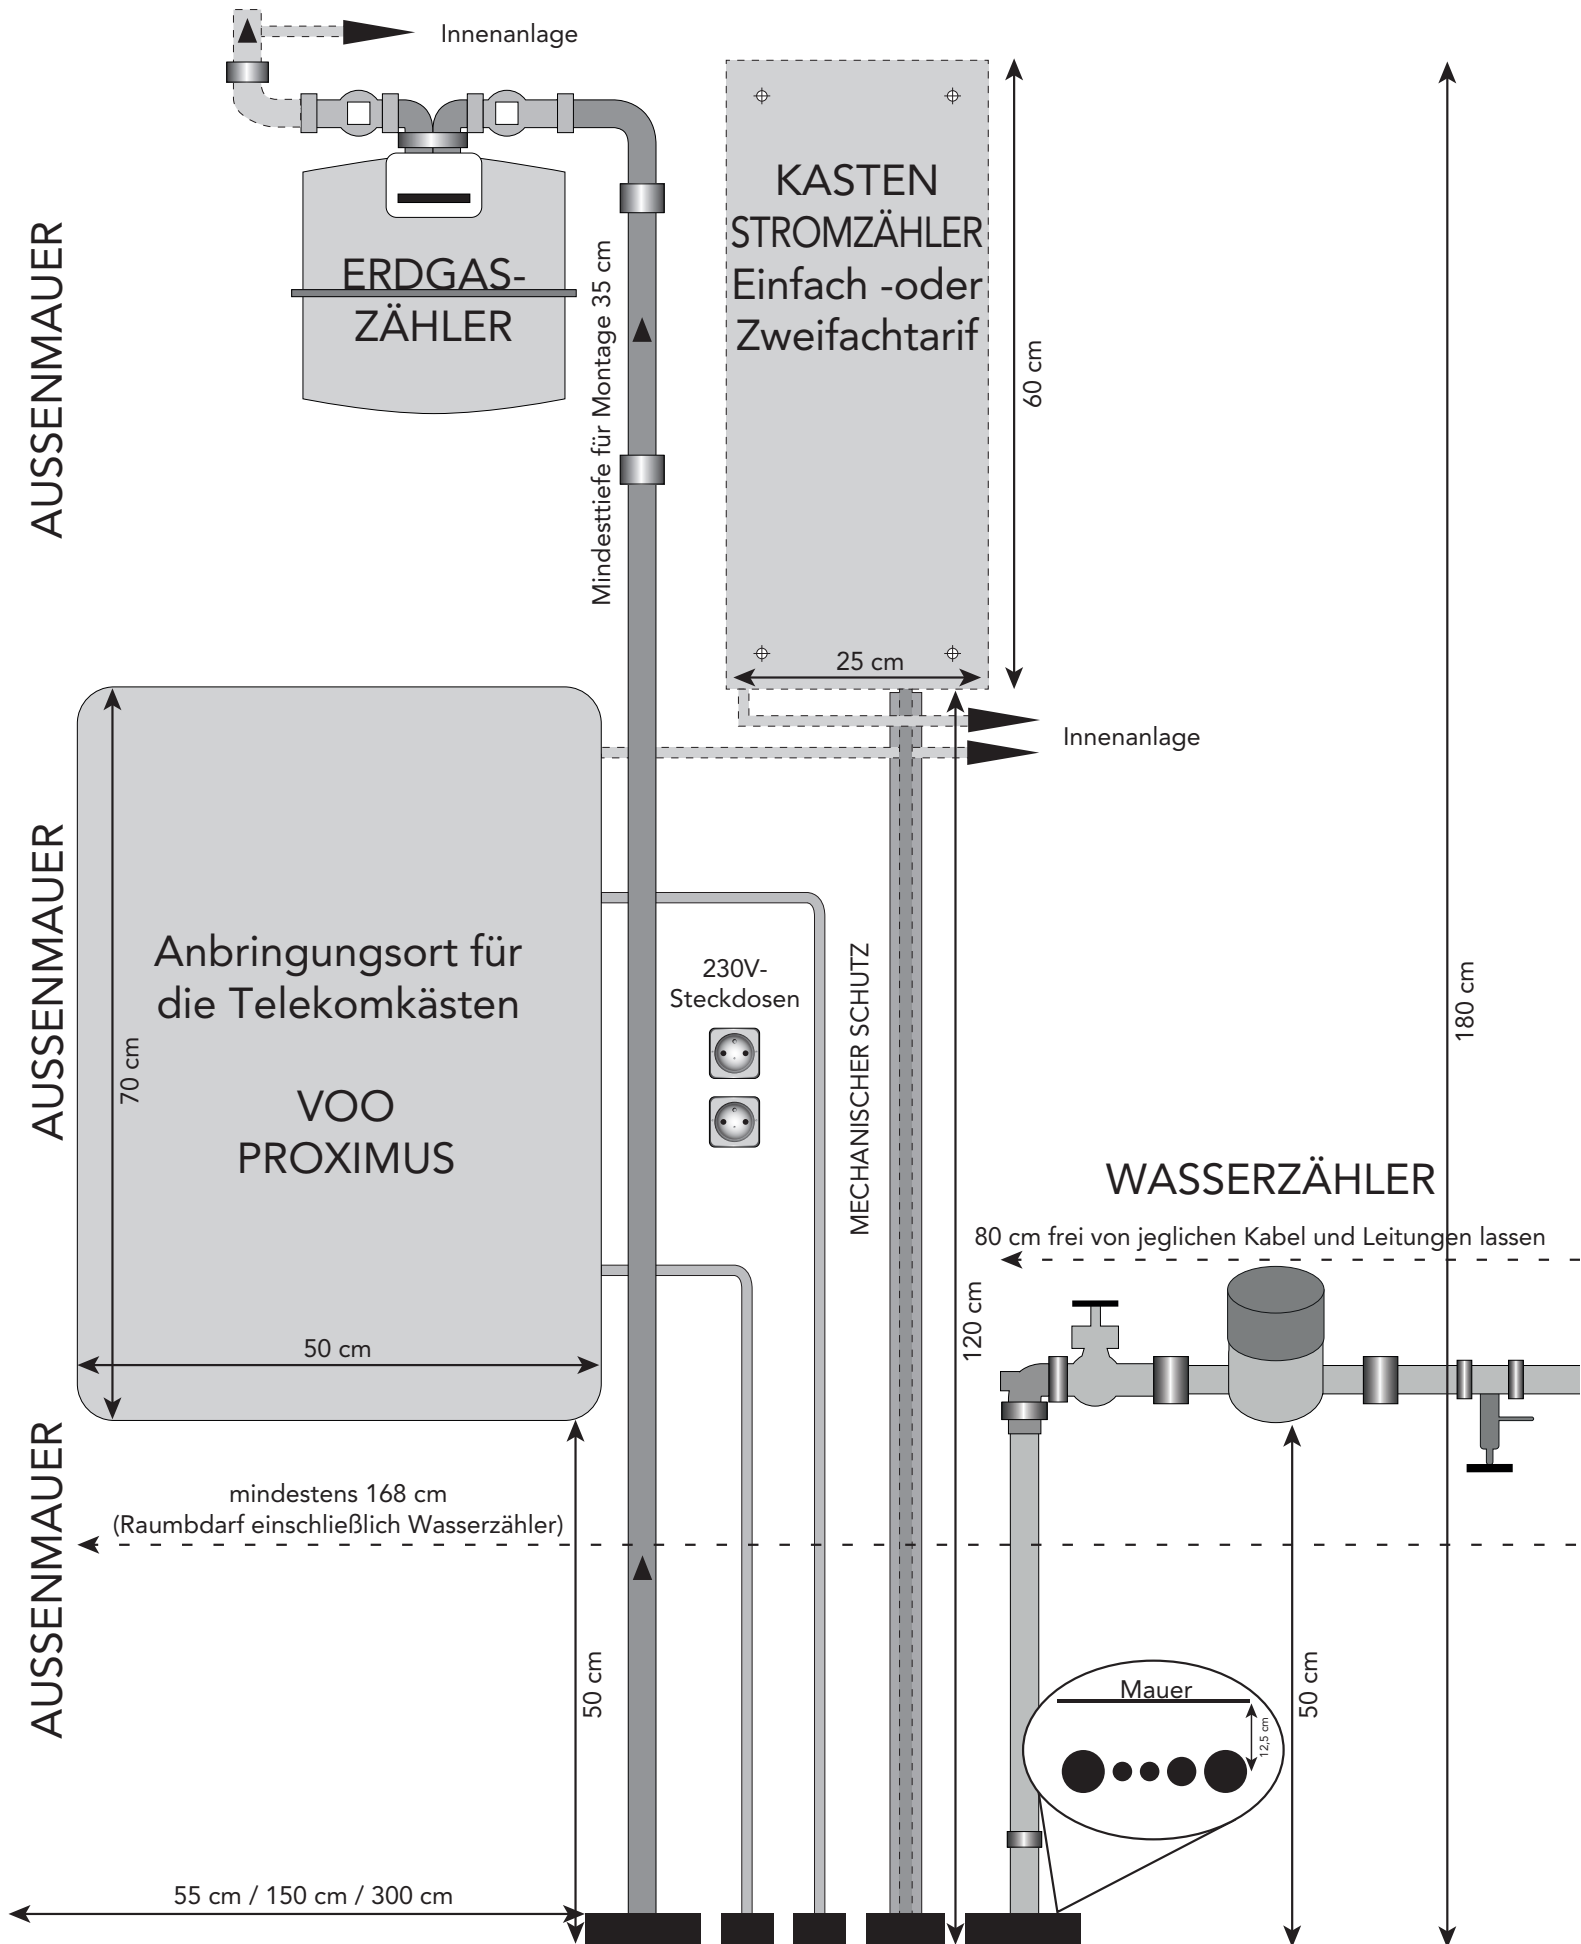 Innenanlage
KASTEN
STROMZÄHLER
Einfach -oder
Zweifachtarif
ERDGAS-
ZÄHLER
AUSSENMAUER
Mindesttiefe für Montage 35 cm
60 cm
25 cm
Innenanlage
AUSSENMAUER
Anbringungsort für
die Telekomkästen
VOO
PROXIMUS
70 cm
50 cm
230V-
Steckdosen
MECHANISCHER SCHUTZ
180 cm
WASSERZÄHLER
80 cm frei von jeglichen Kabel und Leitungen lassen
120 cm
AUSSENMAUER
mindestens 168 cm
(Raumbdarf einschließlich Wasserzähler)
50 cm
Mauer
12,5 cm
50 cm
55 cm / 150 cm / 300 cm